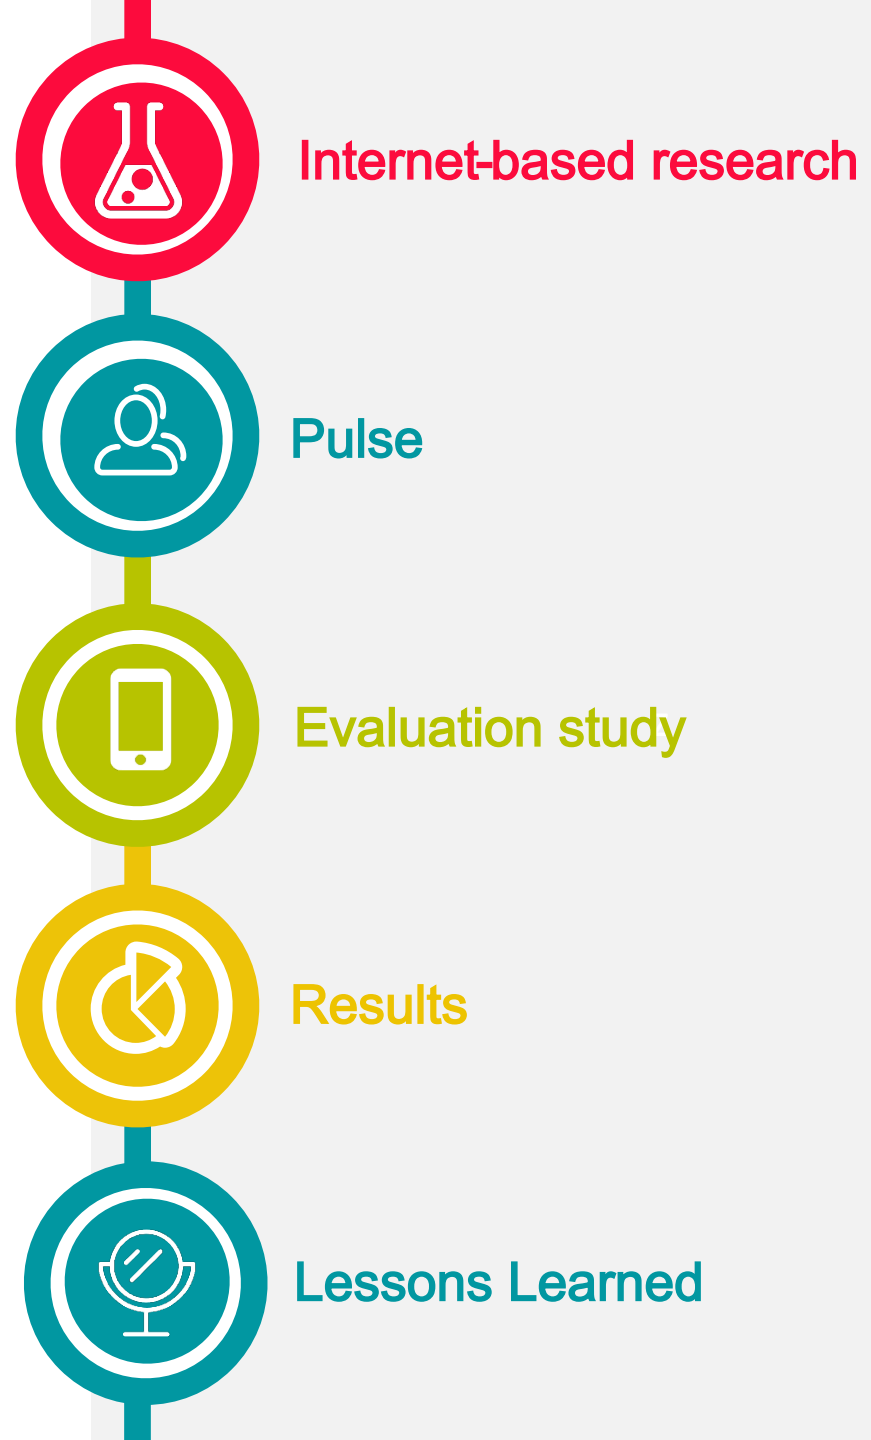 Internet-based research
Pulse
Evaluation study
Results
Lessons Learned